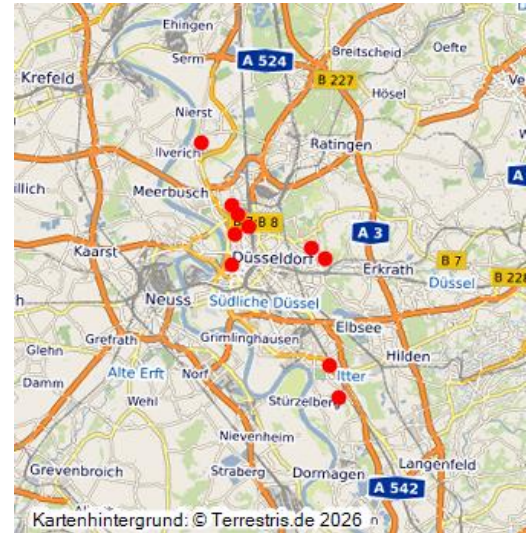 Ehingen
Serm
A 524
Breitscheid
Oefte
Krefeld
B 227
Hösel
Nierst
Ratingen
Ilverich
Meerbusch
B 8
A 3
Kaarst
Düsseldorf
B 7
Erkrath
Düssel
B 228
Neuss
Südliche Düssel
Elbsee
Grefrath
Grimlinghausen
Hilden
Glehn
Alte Erft
Norf
Itter
Damm
Wehl
Stürzelberg
Nievenheim
Grevenbroich
Straberg
Dormagen
Langenfeld
A 542
Kartenhintergrund: © Terrestris.de 2026